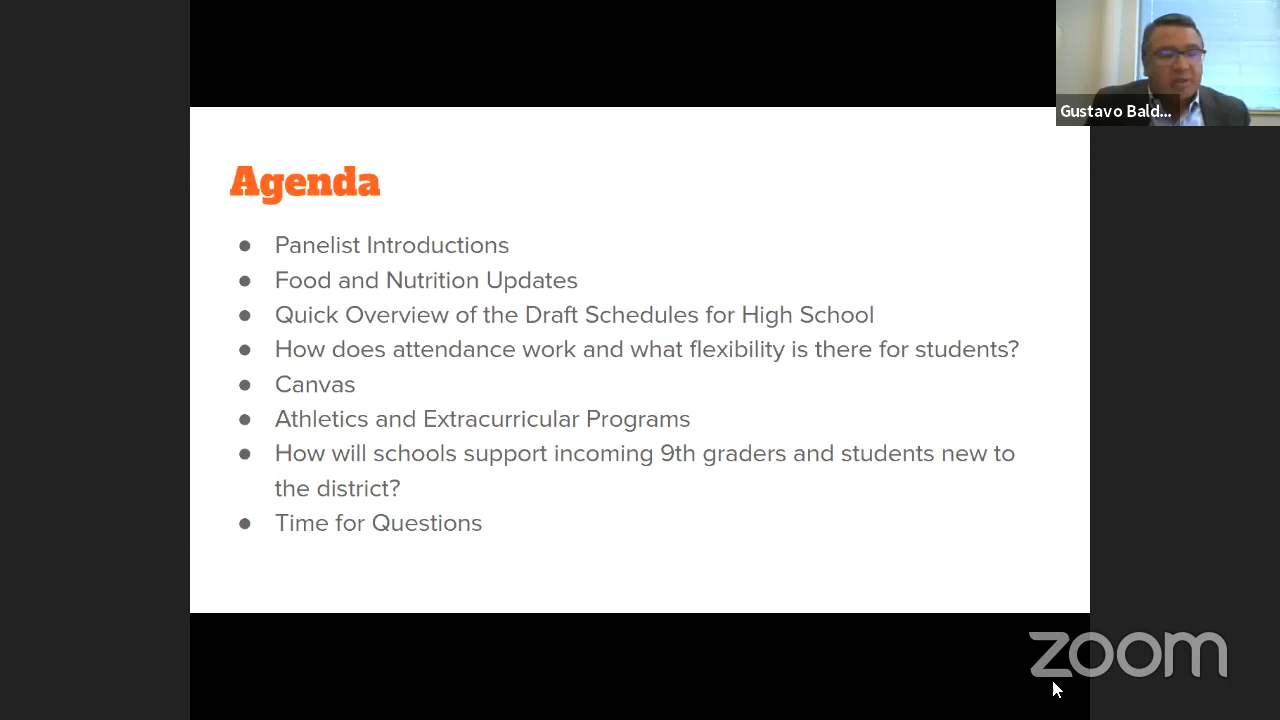 Gustavo Bald...
Agenda
● Panelist Introductions
● Food and Nutrition Updates
● Quick Overview of the Draft Schedules for High School
● How does attendance work and what flexibility is there for students?
● Canvas
● Athletics and Extracurricular Programs
● How will schools support incoming 9th graders and students new to
the district?
● Time for Questions
zoom